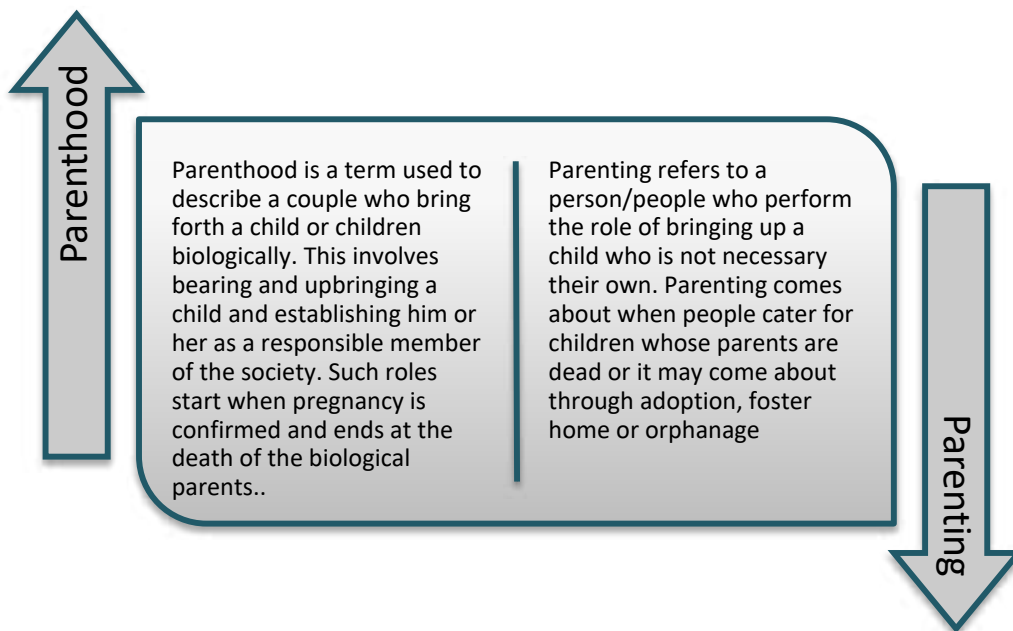 Parenthood
Parenthood is a term used to
describe a couple who bring
forth a child or children
biologically. This involves
bearing and upbringing a
child and establishing him or
her as a responsible member
of the society. Such roles
start when pregnancy is
confirmed and ends at the
death of the biological
parents..
Parenting refers to a
person/people who perform
the role of bringing up a
child who is not necessary
their own. Parenting comes
about when people cater for
children whose parents are
dead or it may come about
through adoption, foster
home or orphanage
Parenting